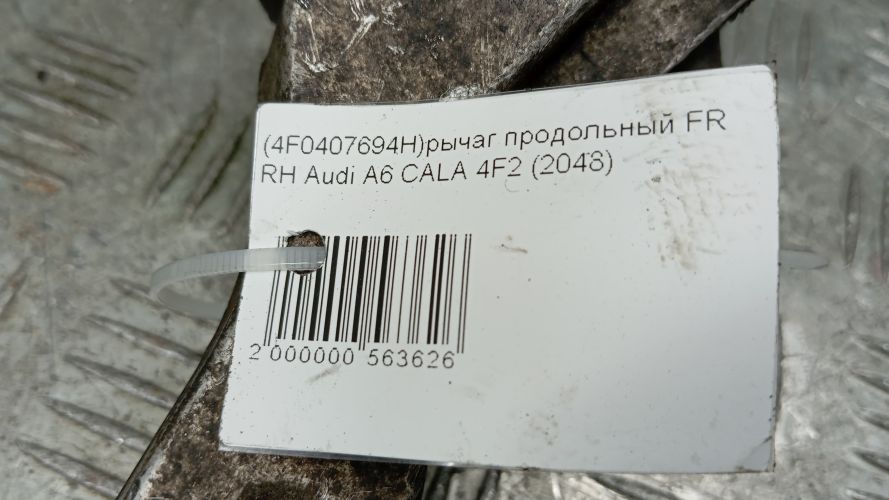 (4F0407694H)рычаг продольный FR
RH Audi A6 CALA 4F2 (2048)
2 000000 563626